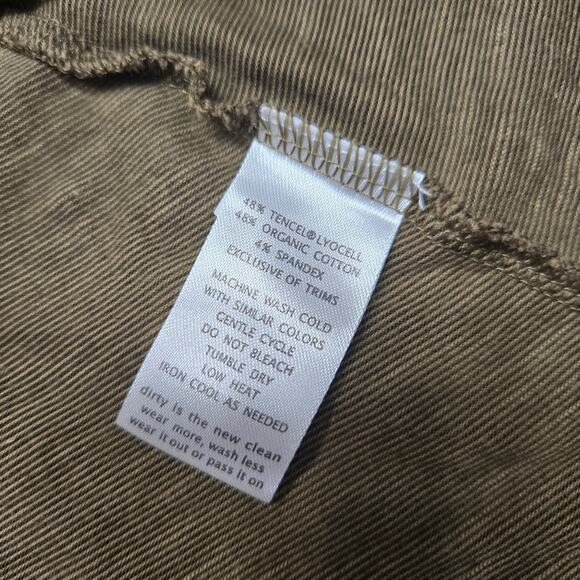 48% TENCEL®LYOCELL
48% ORGANIC COTTON
4% SPANDEX
EXCLUSIVE OF TRIMS
MACHINE WASH COLD
WITH SIMILAR COLORS
GENTLE CYCLE
DO NOT BLEACH
TUMBLE DRY
LOW HEAT
IRON COOL AS NEEDED
dirty is the new clean
wear more, wash less
wear it out or pass it on